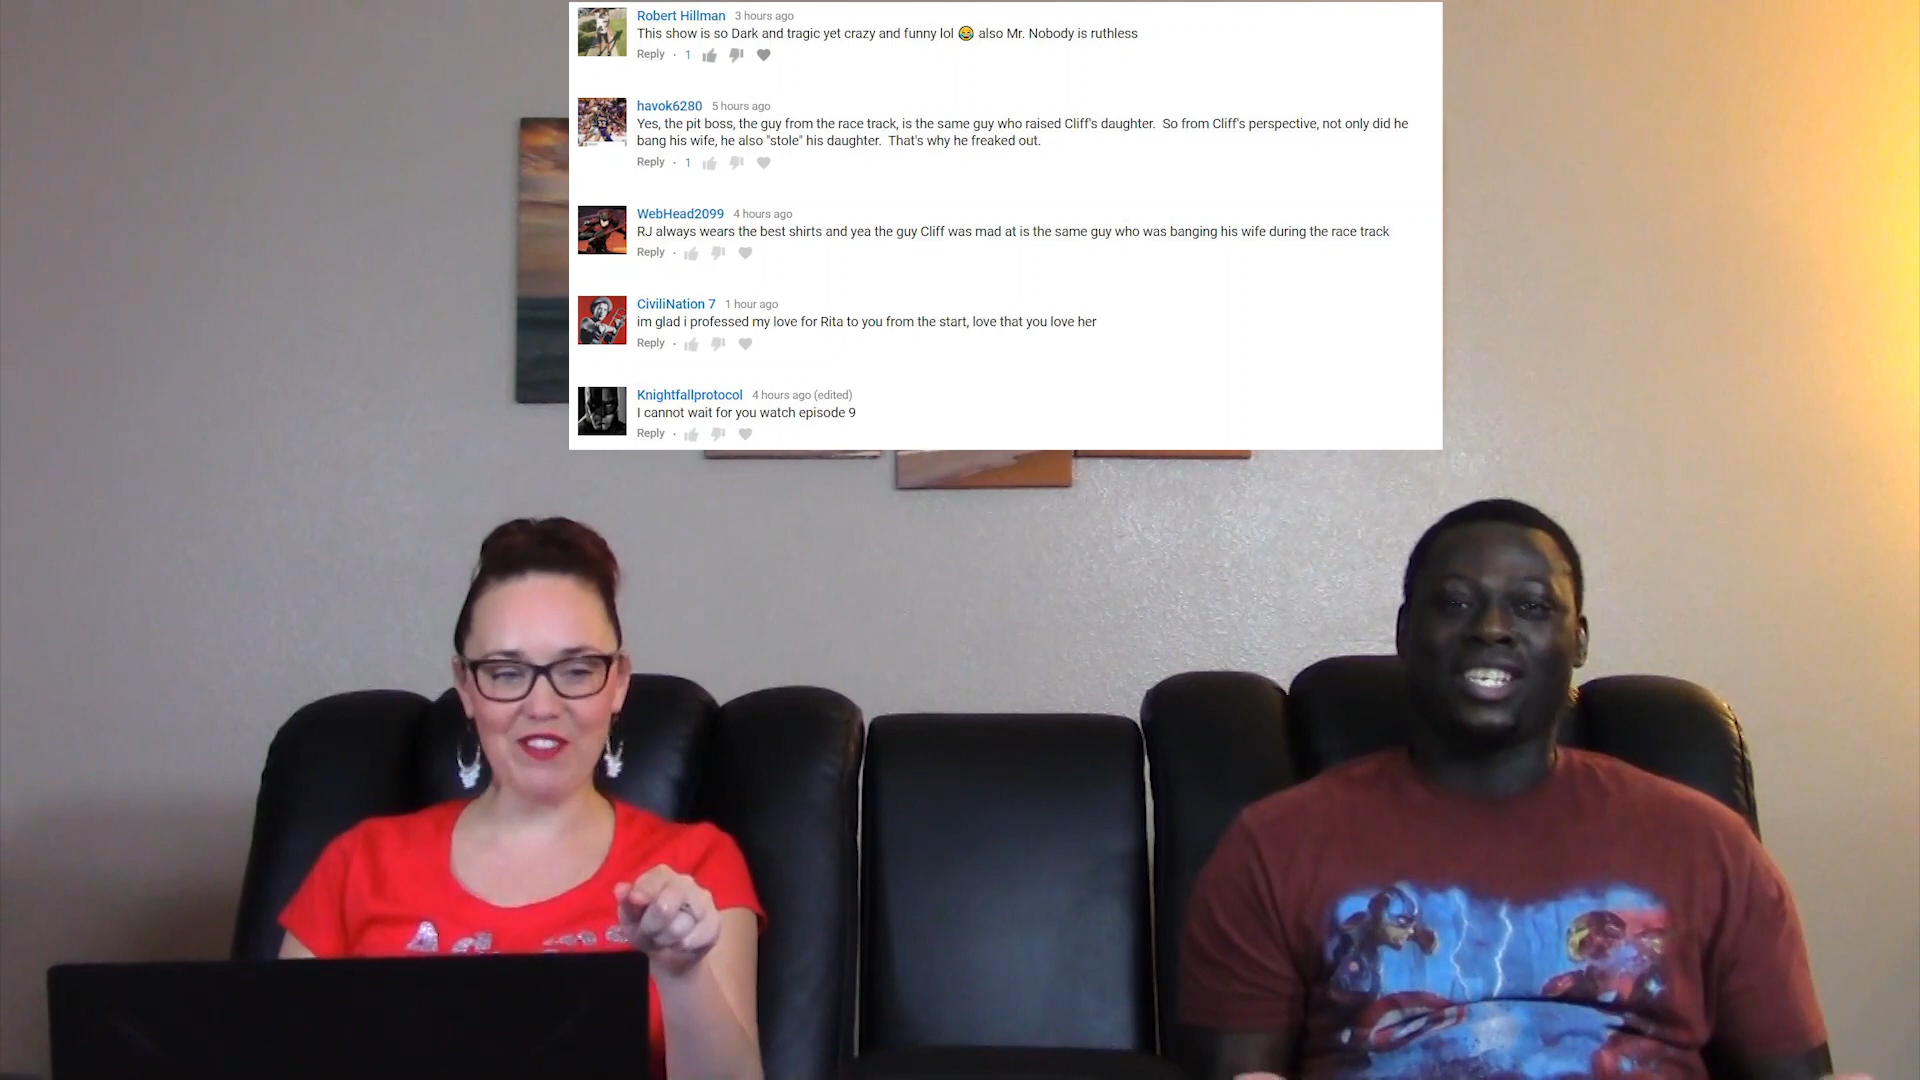 Robert Hillman 3 hours ago
This show is so Dark and tragic yet crazy and funny lol 😂 also Mr. Nobody is ruthless
Reply · 1
havok6280 5 hours ago
Yes, the pit boss, the guy from the race track, is the same guy who raised Cliff's daughter. So from Cliff's perspective, not only did he
bang his wife, he also "stole" his daughter. That's why he freaked out.
Reply · 1
WebHead2099 4 hours ago
RJ always wears the best shirts and yea the guy Cliff was mad at is the same guy who was banging his wife during the race track
Reply ·
CiviliNation 7 1 hour ago
im glad i professed my love for Rita to you from the start, love that you love her
Reply ·
Knightfallprotocol 4 hours ago (edited)
I cannot wait for you watch episode 9
Reply ·